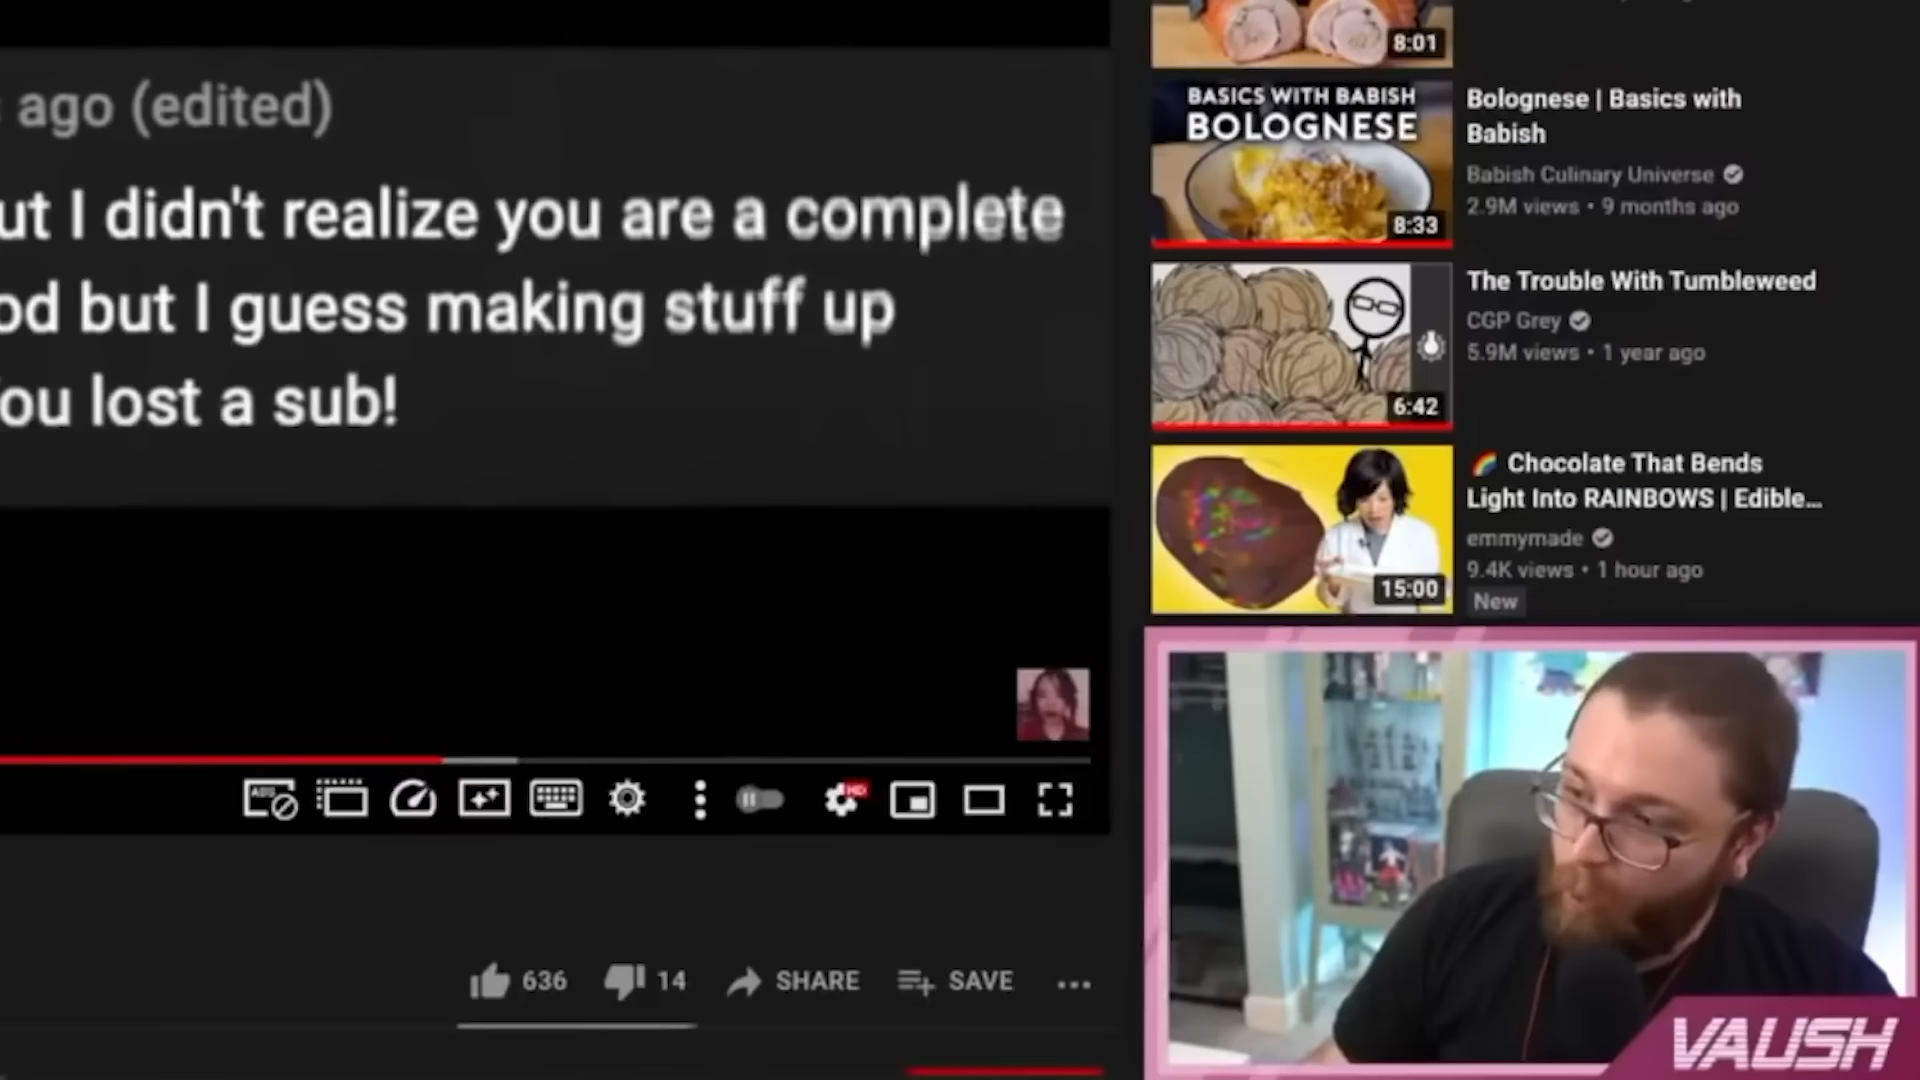 ago (edited)
ut I didn't realize you are a complete
od but I guess making stuff up
ou lost a sub!
HD
636
14
SHARE
SAVE
8:01
BASICS WITH BABISH
BOLOGNESE
8:33
Bolognese | Basics with
Babish
Babish Culinary Universe
2.9M views • 9 months ago
6:42
The Trouble With Tumbleweed
CGP Grey
5.9M views • 1 year ago
15:00
🌈 Chocolate That Bends
Light Into RAINBOWS | Edible...
emmymade
9.4K views • 1 hour ago
New
VAUSH